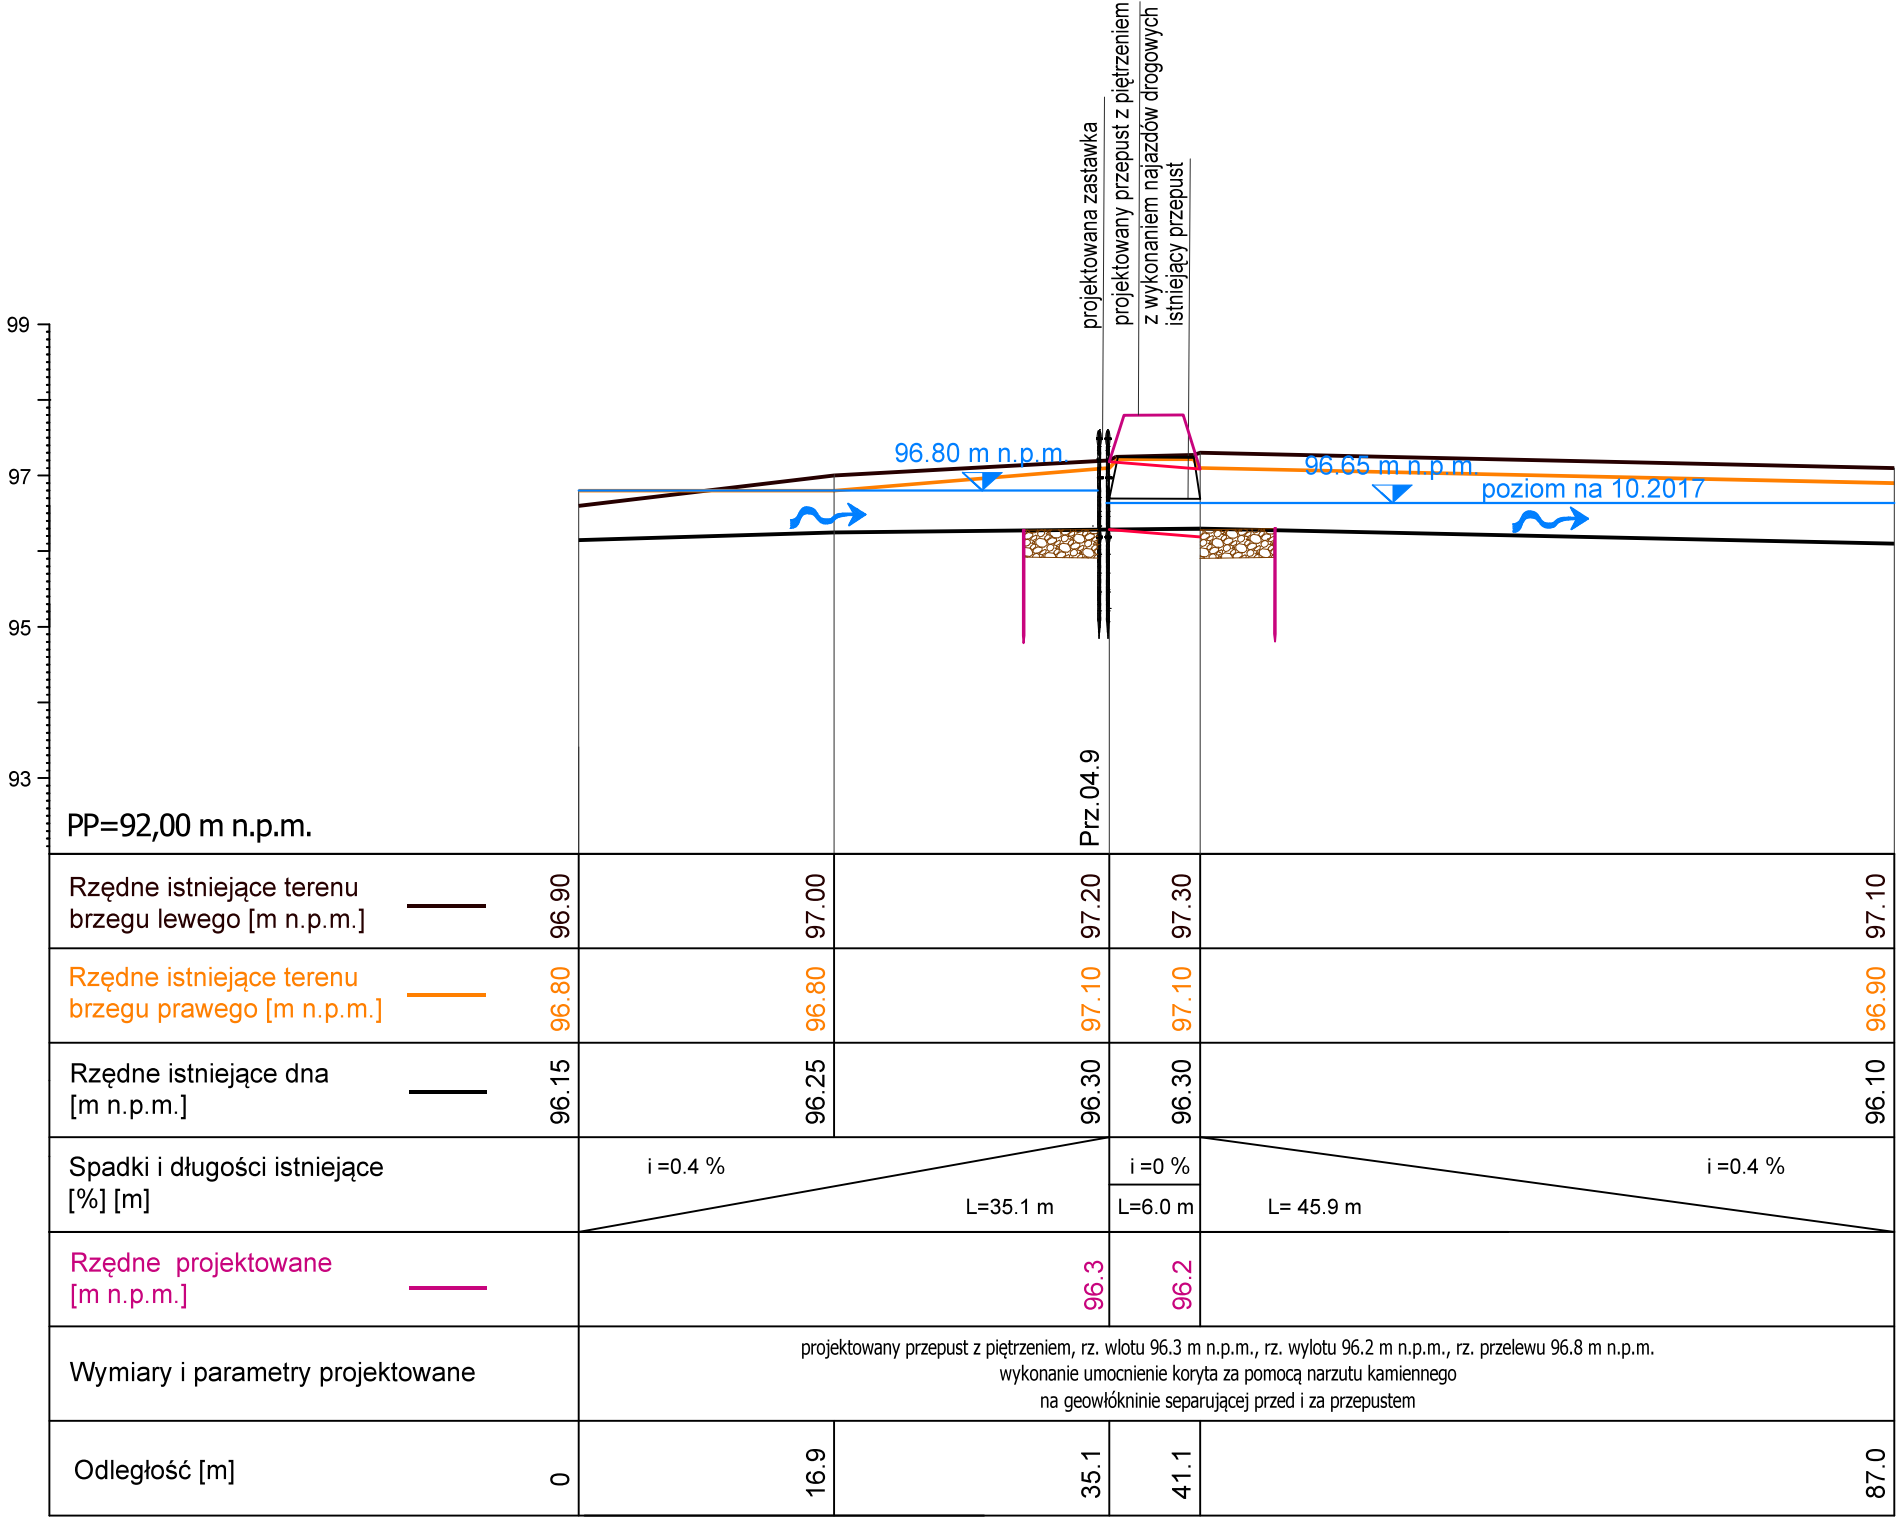 projektowana zastawka
projektowany przepust z piętrzeniem
z wykonaniem najazdów drogowych
istniejący przepust
99
97
95
93
96.80 m n.p.m.
96.65 m n.p.m.
poziom na 10.2017
Prz.04.9
PP=92,00 m n.p.m.
Rzędne istniejące terenu
brzegu lewego [m n.p.m.]
96.90 97.00 97.20 97.30 97.10
Rzędne istniejące terenu
brzegu prawego [m n.p.m.]
96.80 96.80 97.10 97.10 96.90
Rzędne istniejące dna
[m n.p.m.]
96.15 96.25 96.30 96.30 96.10
Spadki i długości istniejące
[%] [m]
i =0.4 % i =0 % i =0.4 %
L=35.1 m L=6.0 m L= 45.9 m
Rzędne projektowane
[m n.p.m.]
96.3 96.2
Wymiary i parametry projektowane
projektowany przepust z piętrzeniem, rz. wlotu 96.3 m n.p.m., rz. wylotu 96.2 m n.p.m., rz. przelewu 96.8 m n.p.m.
wykonanie umocnienie koryta za pomocą narzutu kamiennego
na geowłókninie separującej przed i za przepustem
Odległość [m]
0 16.9 35.1 41.1 87.0